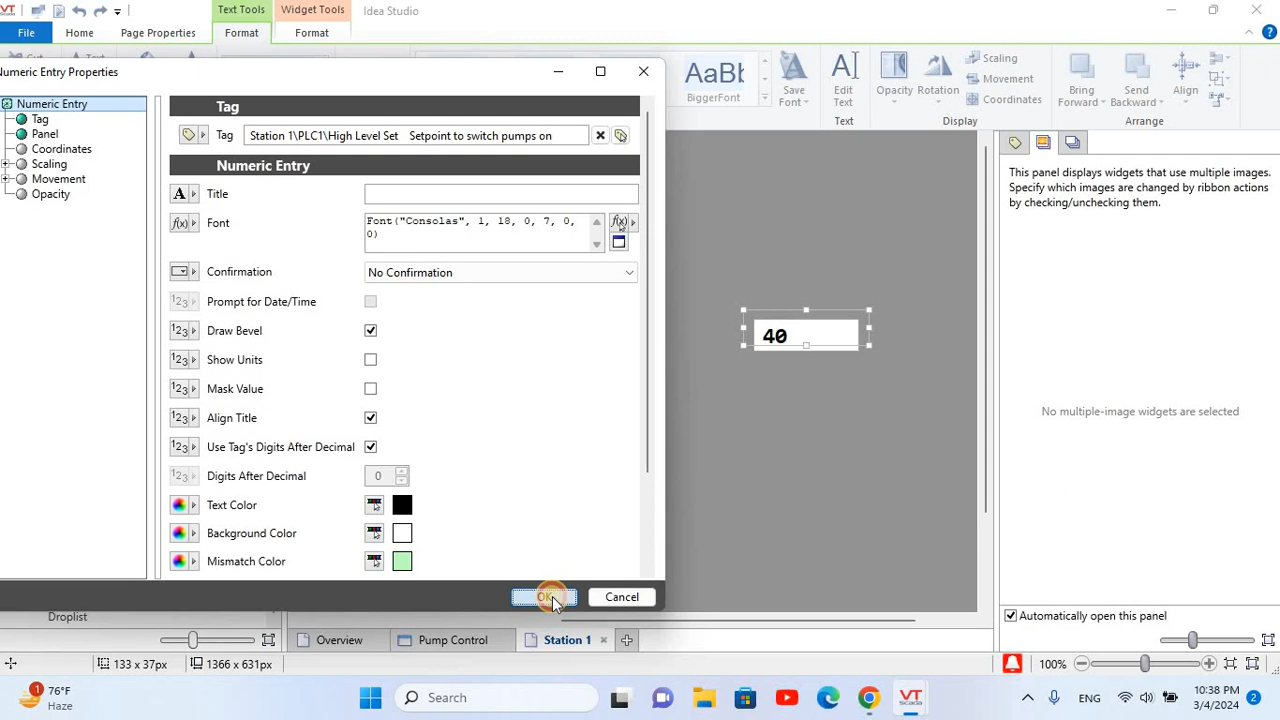 VT
Text Tools
Widget Tools
Idea Studio
File
Home
Page Properties
Format
Format
Cut
AaBb
BiggerFont
Save Font
Edit Text
Text
Opacity
Rotation
Scaling
Movement
Coordinates
Display
Bring Forward
Send Backward
Align
Arrange
Numeric Entry Properties
Numeric Entry
Tag
Panel
Coordinates
Scaling
Movement
Opacity
Tag
Tag
Station 1\PLC1\High Level Set Setpoint to switch pumps on
Numeric Entry
Title
Font
Font("Consolas", 1, 18, 0, 7, 0,
0)
Confirmation
No Confirmation
Prompt for Date/Time
Draw Bevel
Show Units
Mask Value
Align Title
Use Tag's Digits After Decimal
Digits After Decimal
0
Text Color
Background Color
Mismatch Color
OK
Cancel
40
This panel displays widgets that use multiple images.
Specify which images are changed by ribbon actions
by checking/unchecking them.
No multiple-image widgets are selected
Automatically open this panel
Droplist
Overview
Pump Control
Station 1
133 x 37px
1366 x 631px
100%
1
76°F
Haze
Search
VT
SCADA
ENG
10:38 PM
3/4/2024
2